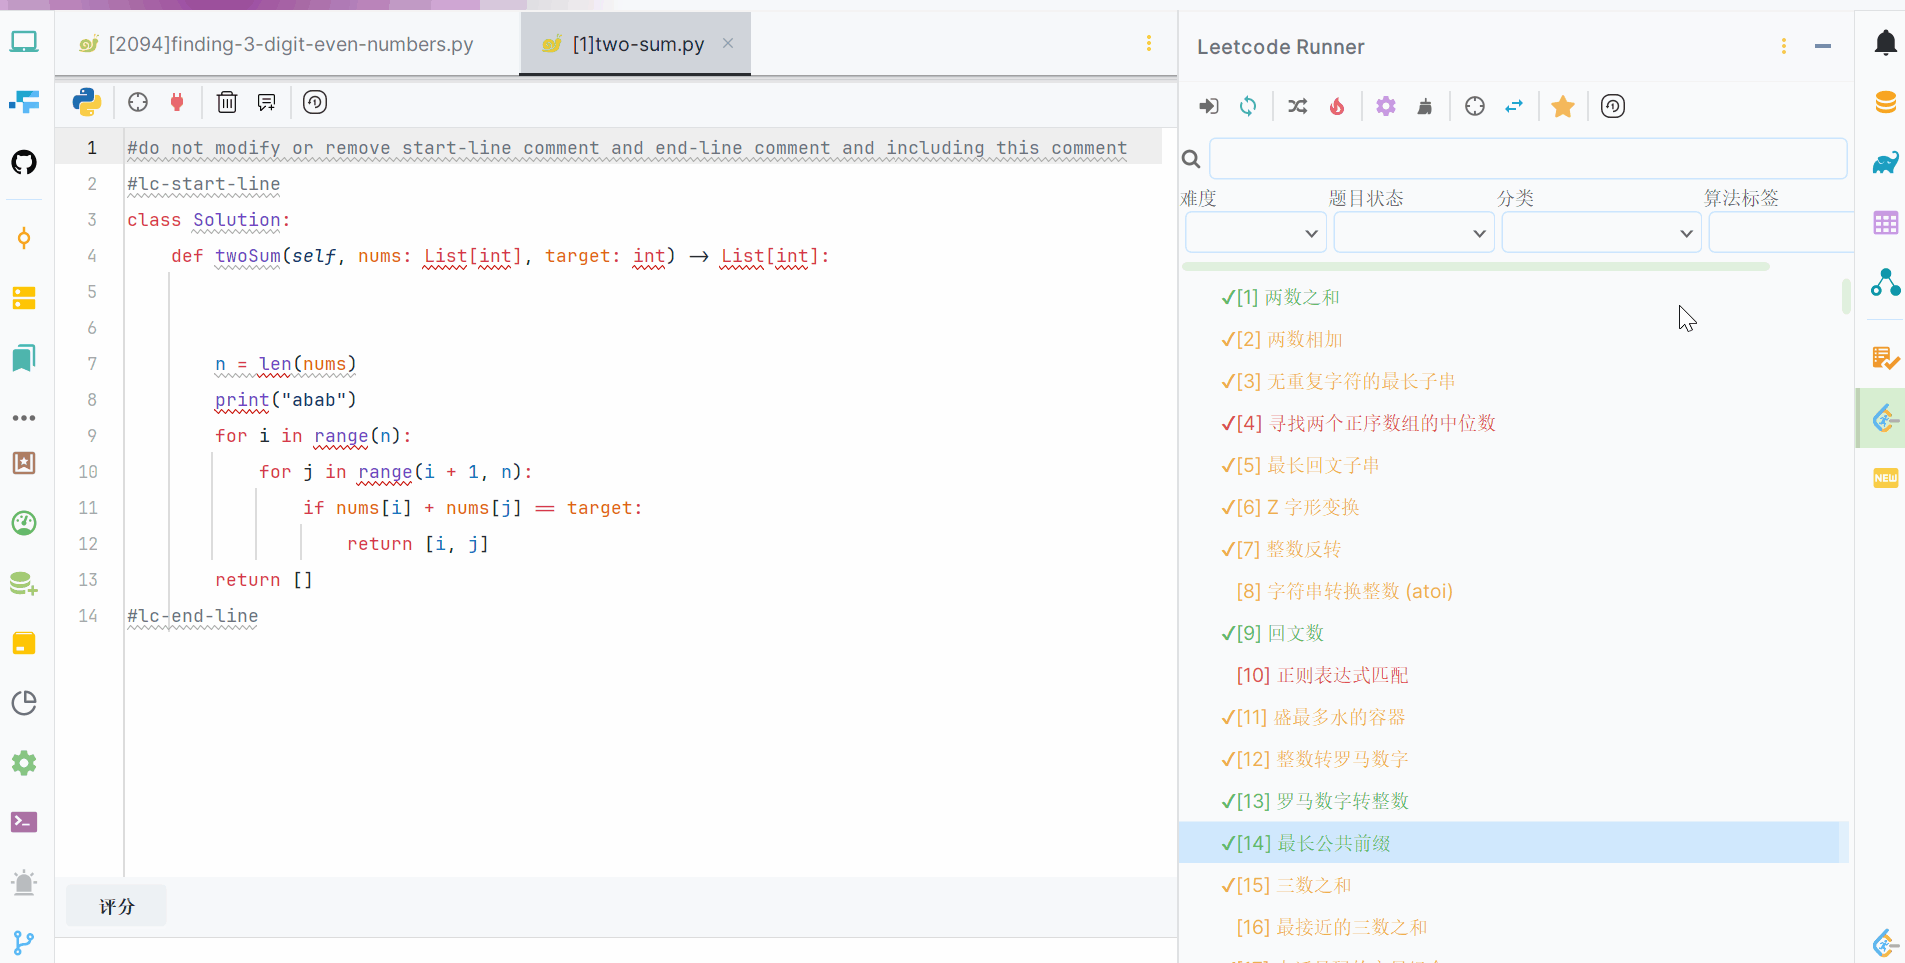 [2094]finding-3-digit-even-numbers.py
[1]two-sum.py
1 #do not modify or remove start-line comment and end-line comment and including this comment
2 #lc-start-line
3 class Solution:
4 def twoSum(self, nums: List[int], target: int) → List[int]:
5
6
7 n = len(nums)
8 print("abab")
9 for i in range(n):
10 for j in range(i + 1, n):
11 if nums[i] + nums[j] == target:
12 return [i, j]
13 return []
14 #lc-end-line
评分
Leetcode Runner
难度 题目状态 分类 算法标签
✓[1] 两数之和
✓[2] 两数相加
✓[3] 无重复字符的最长子串
✓[4] 寻找两个正序数组的中位数
✓[5] 最长回文子串
✓[6] Z 字形变换
✓[7] 整数反转
[8] 字符串转换整数 (atoi)
✓[9] 回文数
[10] 正则表达式匹配
✓[11] 盛最多水的容器
✓[12] 整数转罗马数字
✓[13] 罗马数字转整数
✓[14] 最长公共前缀
✓[15] 三数之和
[16] 最接近的三数之和
NEW